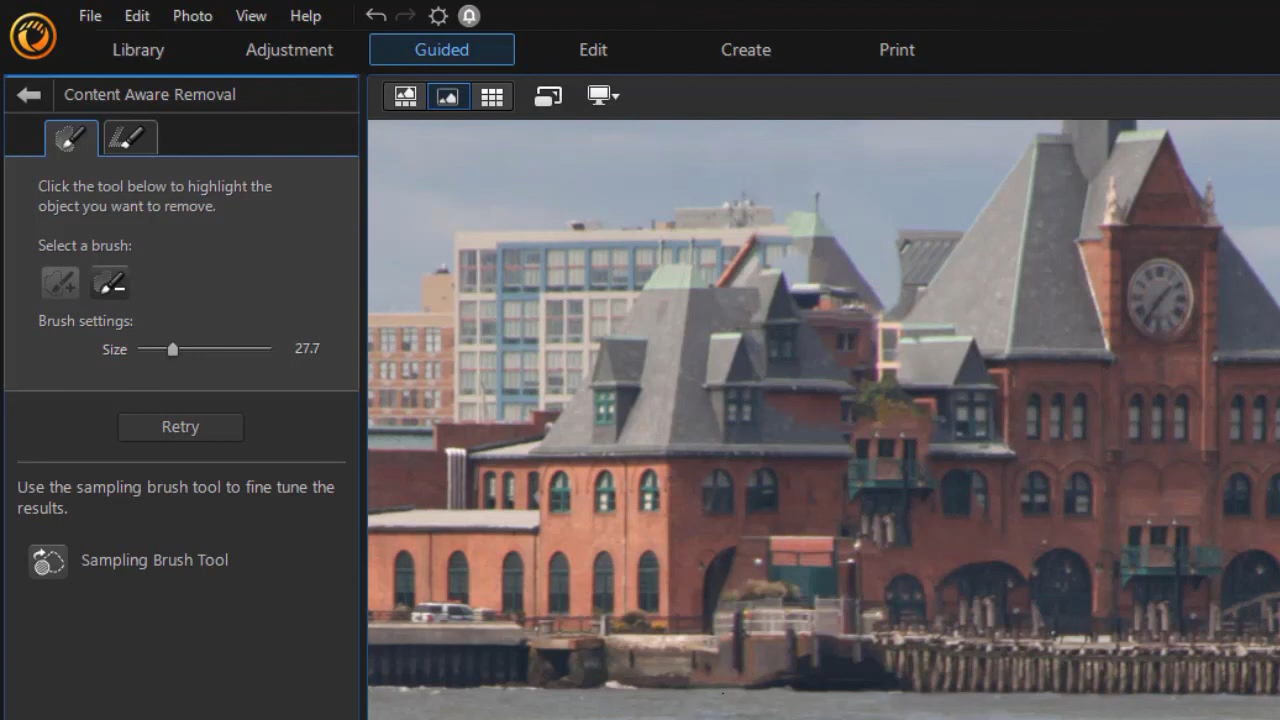 File Edit Photo View Help
Library Adjustment Guided Edit Create Print
Content Aware Removal
Click the tool below to highlight the
object you want to remove.
Select a brush:
Brush settings:
Size 27.7
Retry
Use the sampling brush tool to fine tune the
results.
Sampling Brush Tool